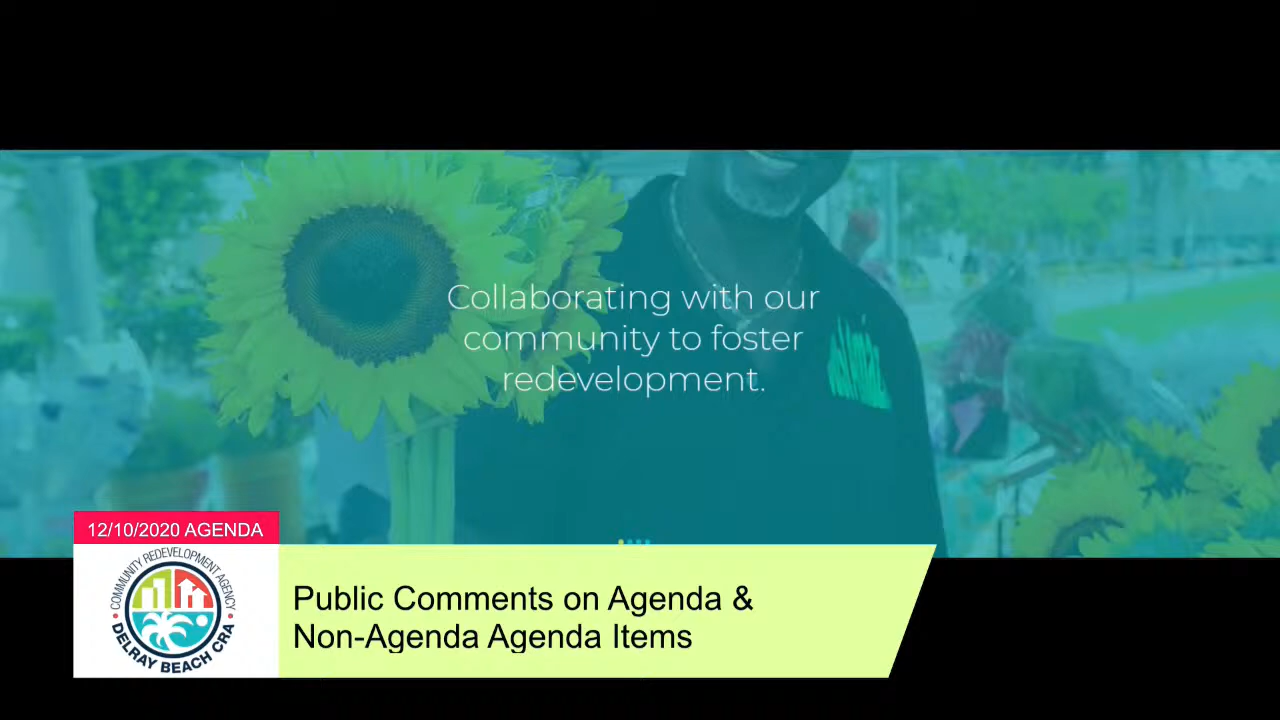 Collaborating with our
community to foster
redevelopment.
12/10/2020 AGENDA
COMMUNITY REDEVELOPMENT AGENCY
DELRAY BEACH CRA
Public Comments on Agenda &
Non-Agenda Agenda Items